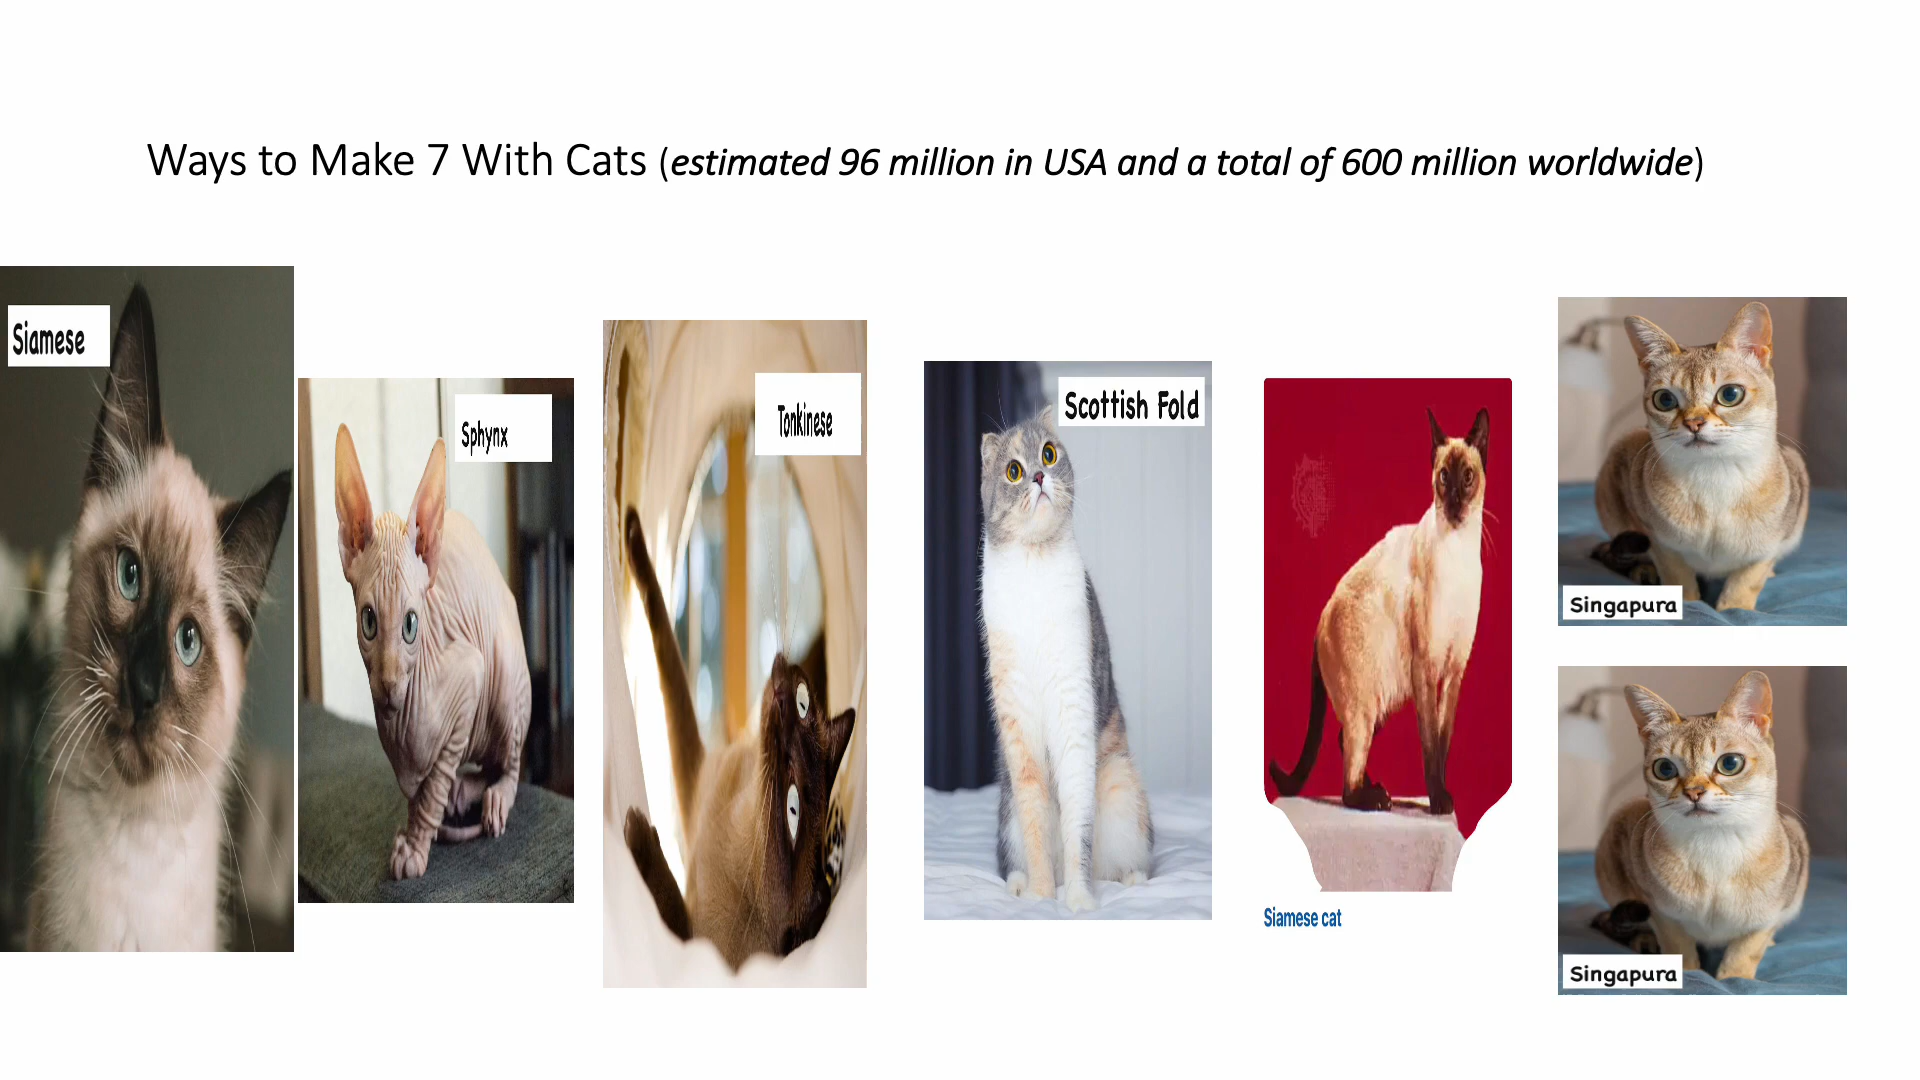 Ways to Make 7 With Cats (estimated 96 million in USA and a total of 600 million worldwide)
Siamese
Sphynx
Tonkinese
Scottish Fold
Siamese cat
Singapura
Singapura